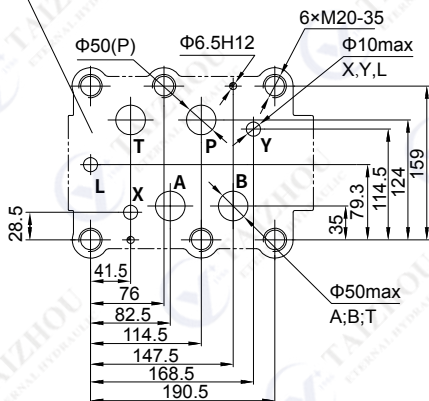 6×M20-35
Φ50(P)
Φ6.5H12
Φ10max
X,Y,L
T
P
Y
L
X
A
B
28.5
35
79.3
114.5
124
159
41.5
76
82.5
114.5
147.5
168.5
190.5
Φ50max
A;B;T
TAIZHOU